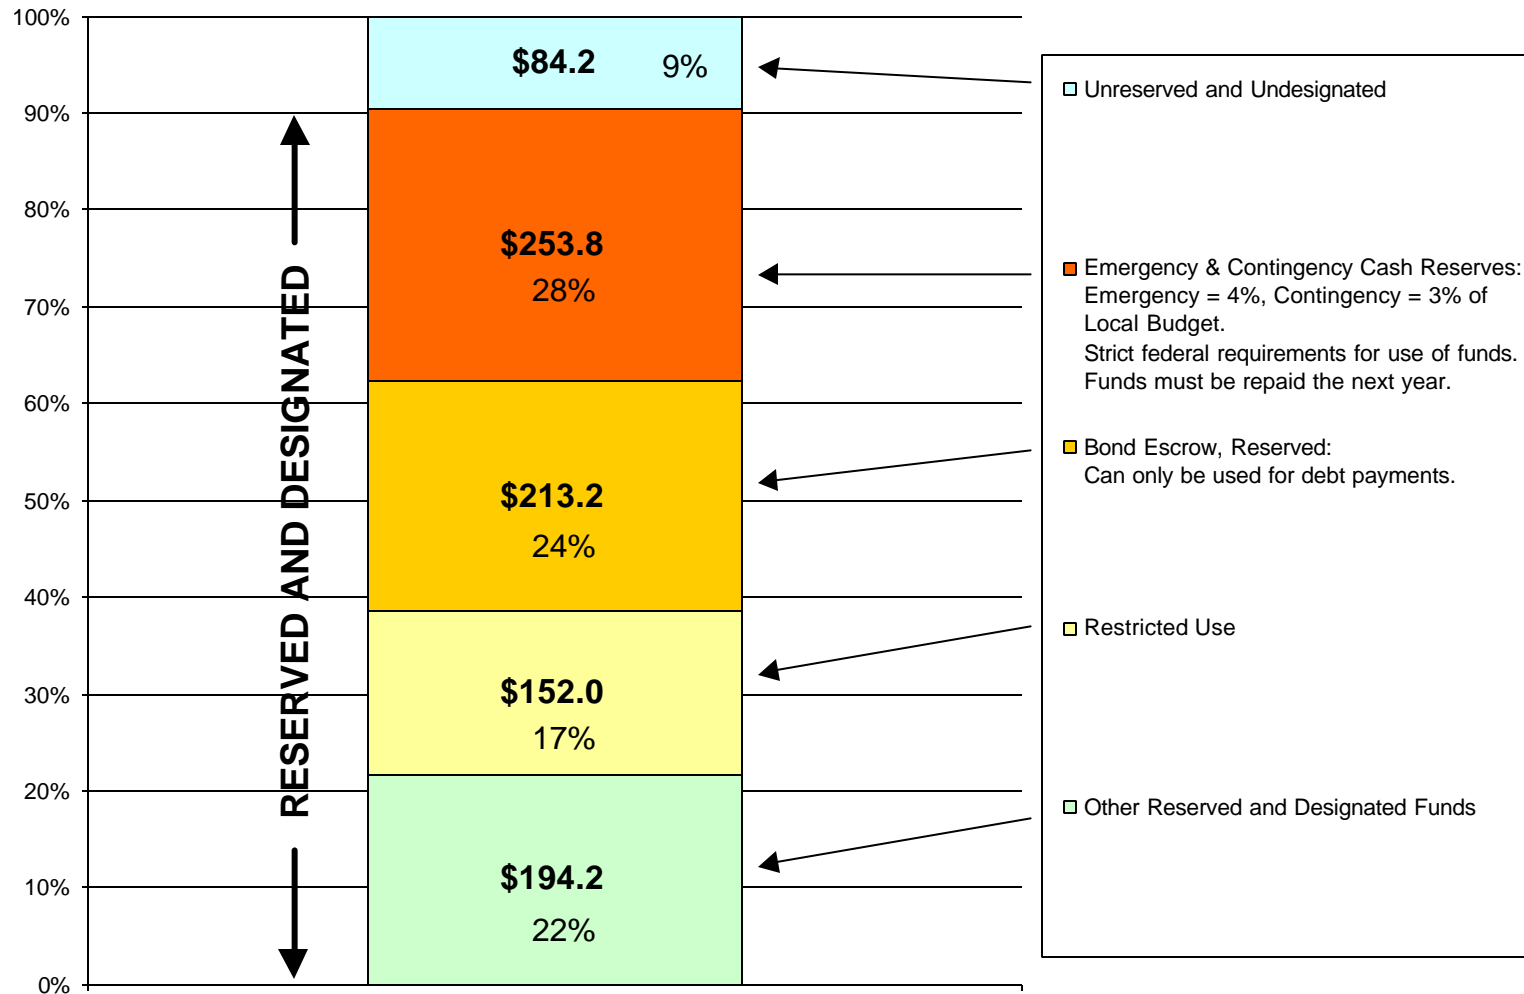 100%
90%
80%
70%
60%
50%
40%
30%
20%
10%
0%
RESERVED AND DESIGNATED
$84.2 9%
$253.8
28%
$213.2
24%
$152.0
17%
$194.2
22%
Unreserved and Undesignated
Emergency & Contingency Cash Reserves:
Emergency = 4%, Contingency = 3% of
Local Budget.
Strict federal requirements for use of funds.
Funds must be repaid the next year.
Bond Escrow, Reserved:
Can only be used for debt payments.
Restricted Use
Other Reserved and Designated Funds